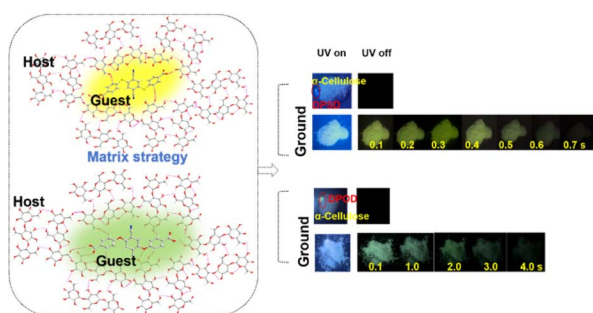 Host
Guest
Matrix strategy
Host
Guest
UV on UV off
α-Cellulose
Ground
0.1 0.2 0.3 0.4 0.5 0.6 0.7 s
DPOD
α-Cellulose
Ground
0.1 1.0 2.0 3.0 4.0 s